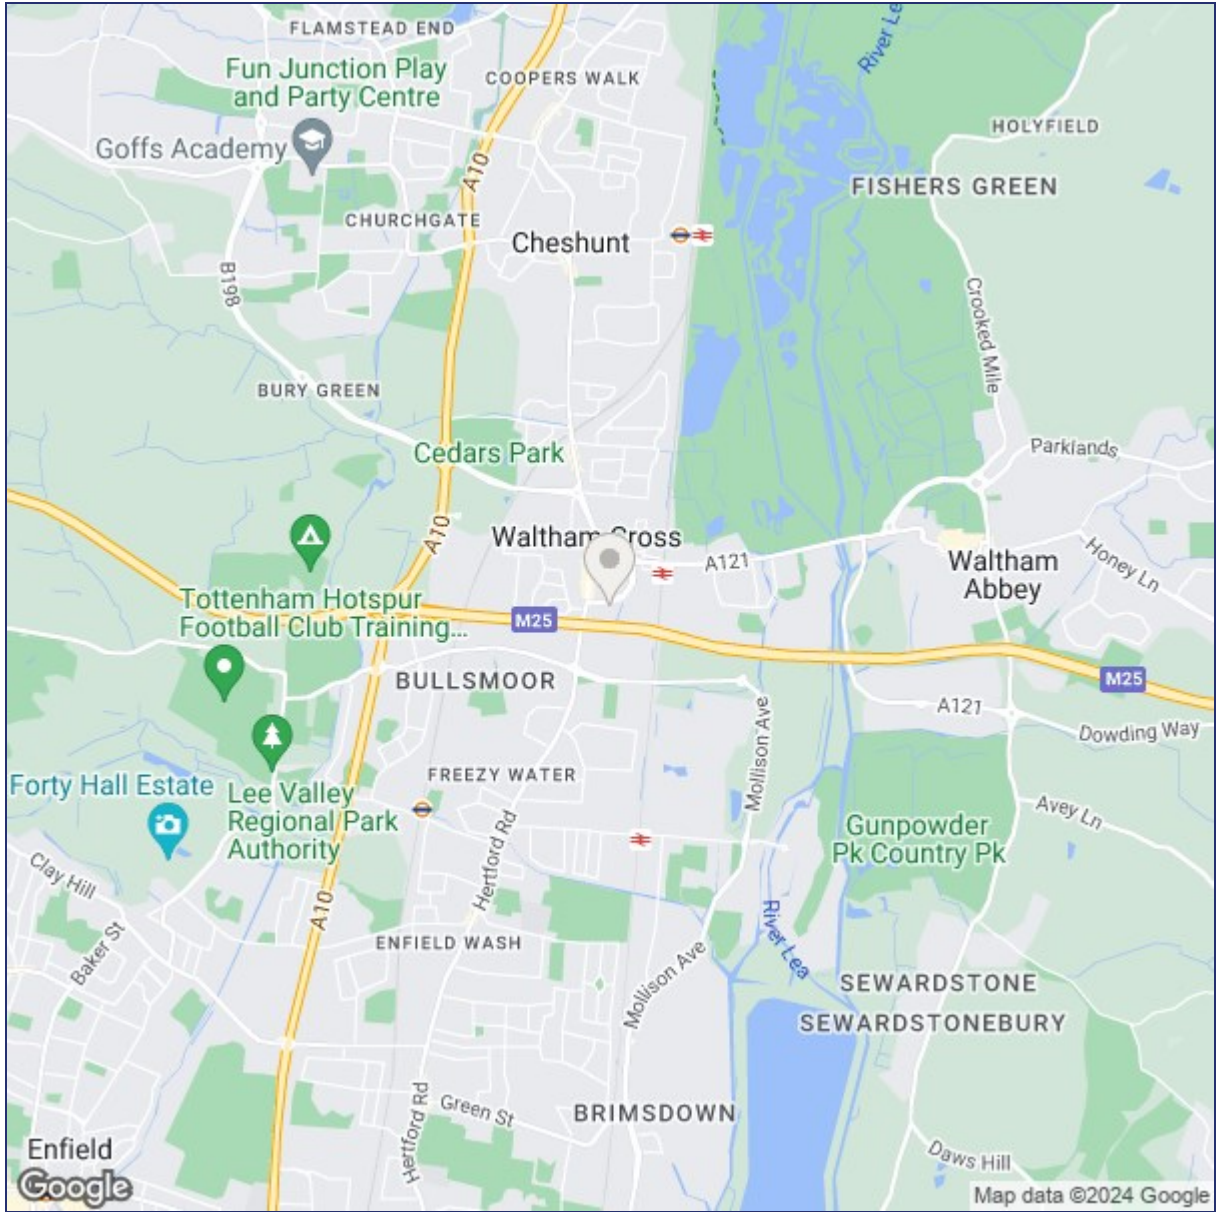 FLAMSTEAD END
Fun Junction Play
and Party Centre
COOPERS WALK
River Le
Goffs Academy
HOLYFIELD
A10
FISHERS GREEN
CHURCHGATE
Cheshunt
B198
Crooked Mile
BURY GREEN
Cedars Park
Parklands
A10
Waltham Cross
A121
Waltham
Abbey
Honey Ln
Tottenham Hotspur
Football Club Training...
M25
BULLSMOOR
M25
A121
Dowding Way
Mollison Ave
FREEZY WATER
Forty Hall Estate
Lee Valley
Regional Park
Authority
Avey Ln
Gunpowder
Pk Country Pk
Hertford Rd
Clay Hill
A10
Baker St
ENFIELD WASH
River Lea
Mollison Ave
SEWARDSTONE
SEWARDSTONEBURY
Hertford Rd
Green St
BRIMSDOWN
Enfield
Daws Hill
Google
Map data ©2024 Google